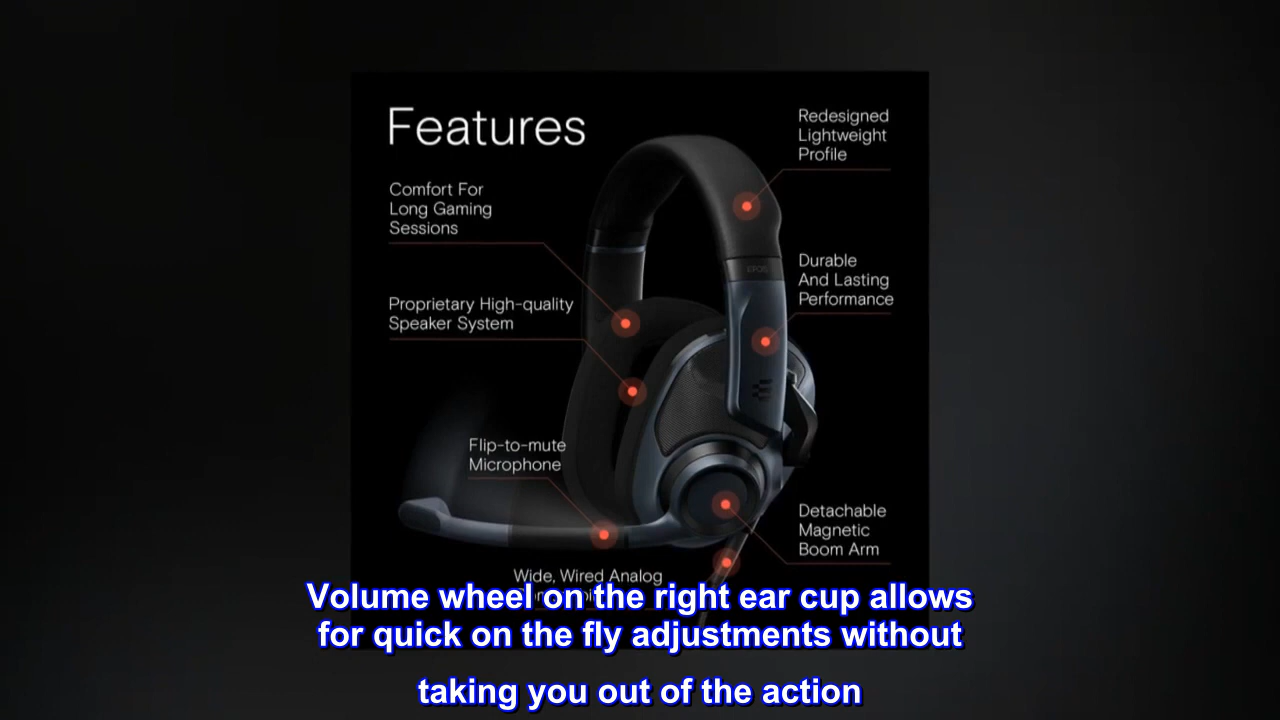 Features
Redesigned
Lightweight
Profile
Comfort For
Long Gaming
Sessions
Durable
And Lasting
Performance
Proprietary High-quality
Speaker System
EPOS
Flip-to-mute
Microphone
Detachable
Magnetic
Boom Arm
Wide, Wired Analog
Volume wheel on the right ear cup allows
for quick on the fly adjustments without
taking you out of the action